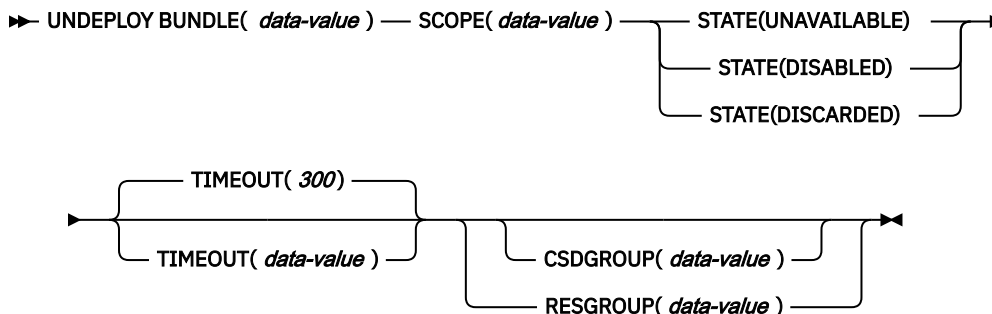 UNDEPLOY BUNDLE( data-value ) SCOPE( data-value ) STATE(UNAVAILABLE)
STATE(DISABLED)
STATE(DISCARDED)
TIMEOUT( 300)
TIMEOUT( data-value )
CSDGROUP( data-value )
RESGROUP( data-value )